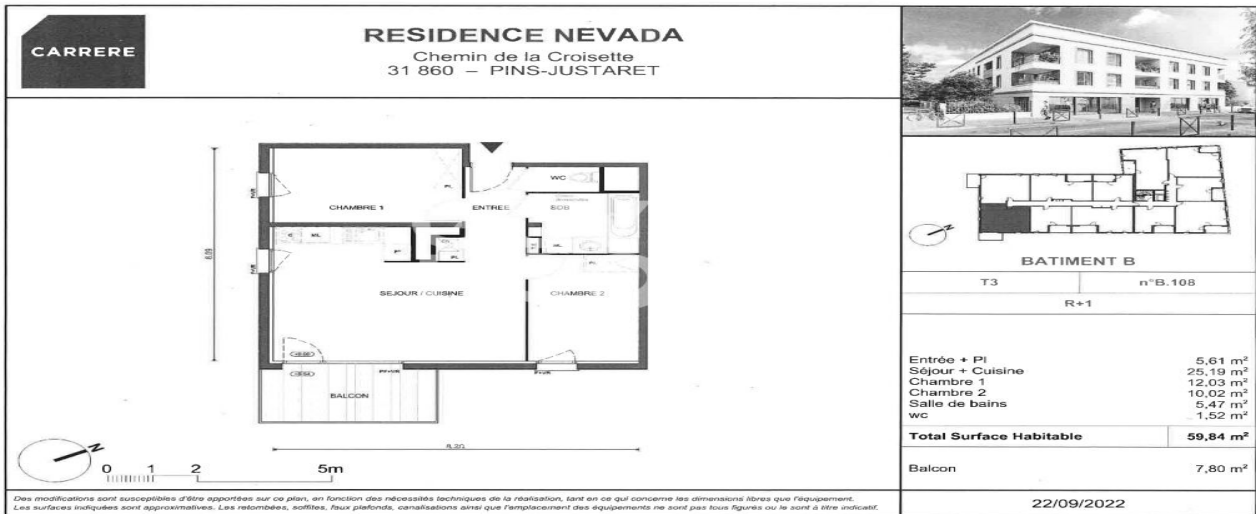 CARRERE
RESIDENCE NEVADA
Chemin de la Croisette
31 860 – PINS-JUSTARET
WC
PL
CHAMBRE 1
ENTREE
SDB
ML
PL
ML
PL
SEJOUR / CUISINE
CHAMBRE 2
BALCON
N
0 1 2 5m
BATIMENT B
T3 n°B.108
R+1
Entrée + Pl 5,61 m²
Séjour + Cuisine 25,19 m²
Chambre 1 12,03 m²
Chambre 2 10,02 m²
Salle de bains 5,47 m²
wc 1,52 m²
Total Surface Habitable 59,84 m²
Balcon 7,80 m²
Des modifications sont susceptibles d'être apportées sur ce plan, en fonction des nécessités techniques de la réalisation, tant en ce qui concerne les dimensions libres que l'équipement.
Les surfaces indiquées sont approximatives. Les retombées, soffites, faux plafonds, canalisations ainsi que l'emplacement des équipements ne sont pas tous figurés ou le sont à titre indicatif.
22/09/2022